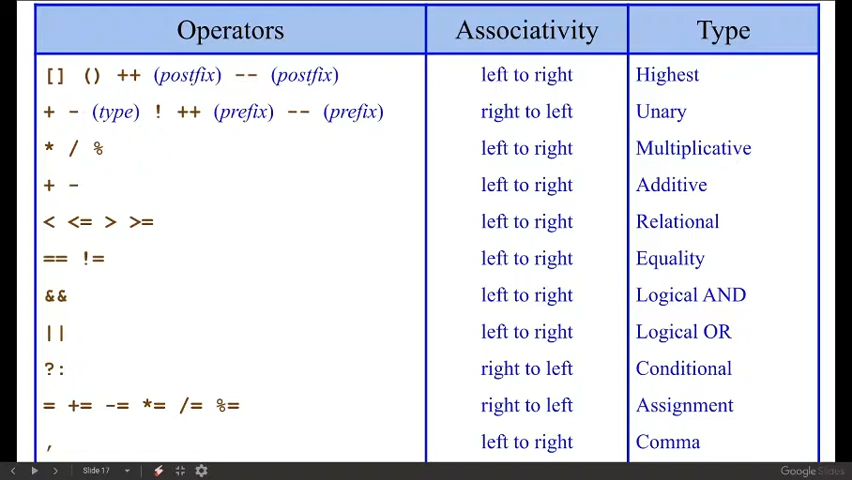 Operators Associativity Type
[] () ++ (postfix) -- (postfix) left to right Highest
+ - (type) ! ++ (prefix) -- (prefix) right to left Unary
* / % left to right Multiplicative
+ - left to right Additive
< <= > >= left to right Relational
== != left to right Equality
&& left to right Logical AND
|| left to right Logical OR
?: right to left Conditional
= += -= *= /= %= right to left Assignment
, left to right Comma
Slide 17 Google Slides